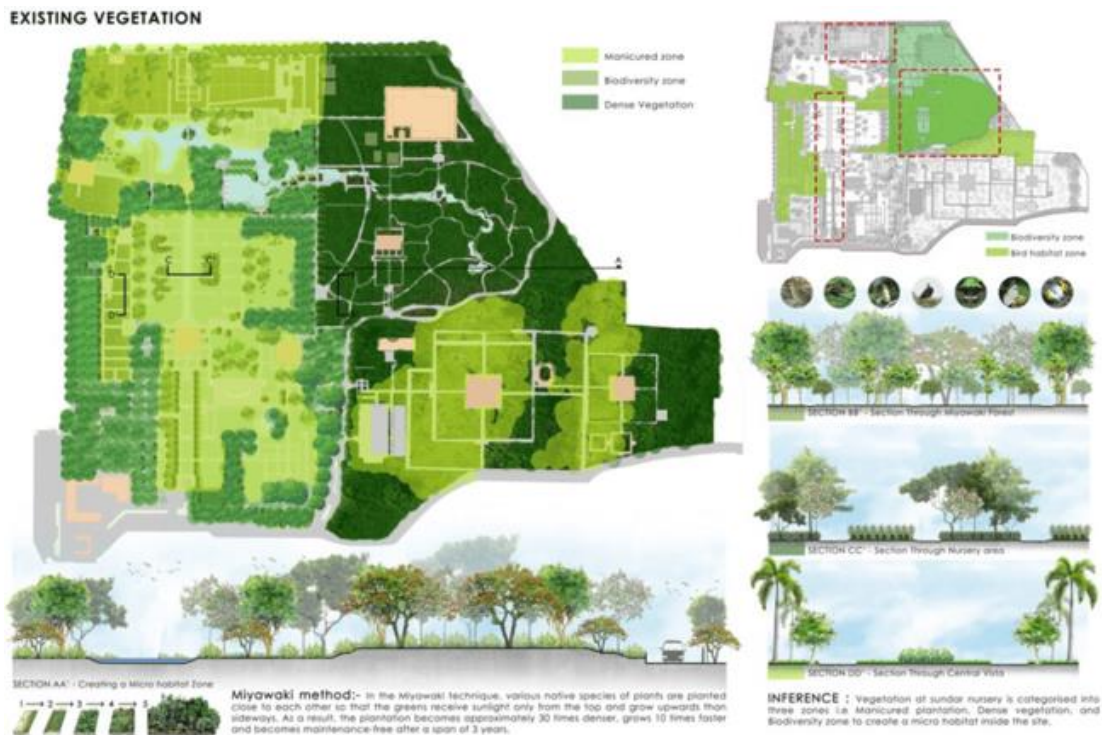 EXISTING VEGETATION
Manicured zone
Biodiversity zone
Dense Vegetation
A
C
Biodiversity zone
Bird habitat zone
SECTION BB' - Section Through Miyawaki Forest
SECTION CC' - Section Through Nursery area
SECTION DD' - Section Through Central Vista
SECTION AA' - Creating a Micro habitat Zone
1 → 2 → 3 → 4 → 5
Miyawaki method:- In the Miyawaki technique, various native species of plants are planted
close to each other so that the greens receive sunlight only from the top and grow upwards than
sideways. As a result, the plantation becomes approximately 30 times denser, grows 10 times faster
and becomes maintenance-free after a span of 3 years.
INFERENCE : Vegetation at sundar nursery is categorised into
three zones i.e Manicured plantation, Dense vegetation, and
Biodiversity zone to create a micro habitat inside the site.